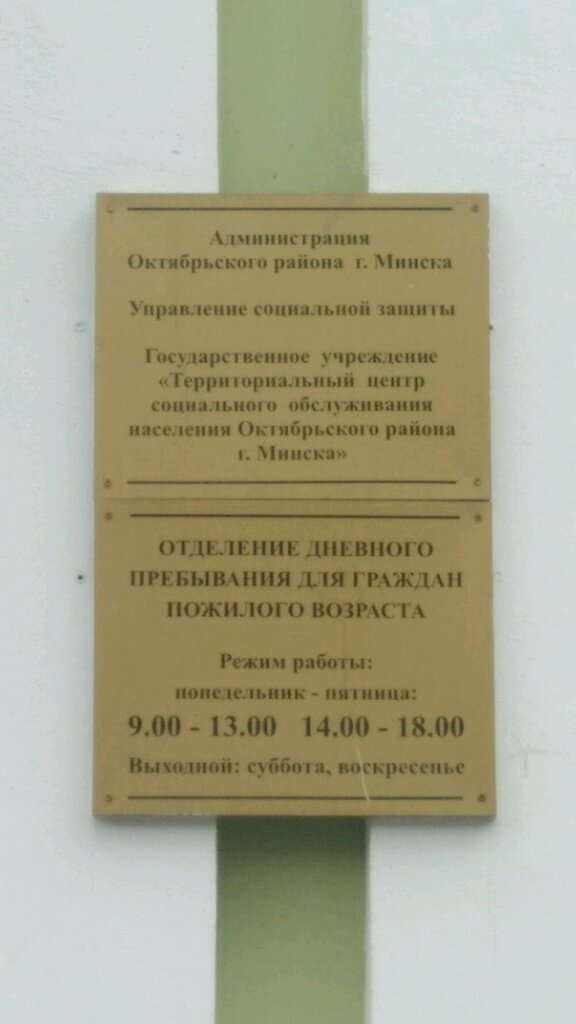 Администрация
Октябрьского района г. Минска
Управление социальной защиты
Государственное учреждение
«Территориальный центр
социального обслуживания
населения Октябрьского района
г. Минска»
ОТДЕЛЕНИЕ ДНЕВНОГО
ПРЕБЫВАНИЯ ДЛЯ ГРАЖДАН
ПОЖИЛОГО ВОЗРАСТА
Режим работы:
понедельник - пятница:
9.00 - 13.00 14.00 - 18.00
Выходной: суббота, воскресенье